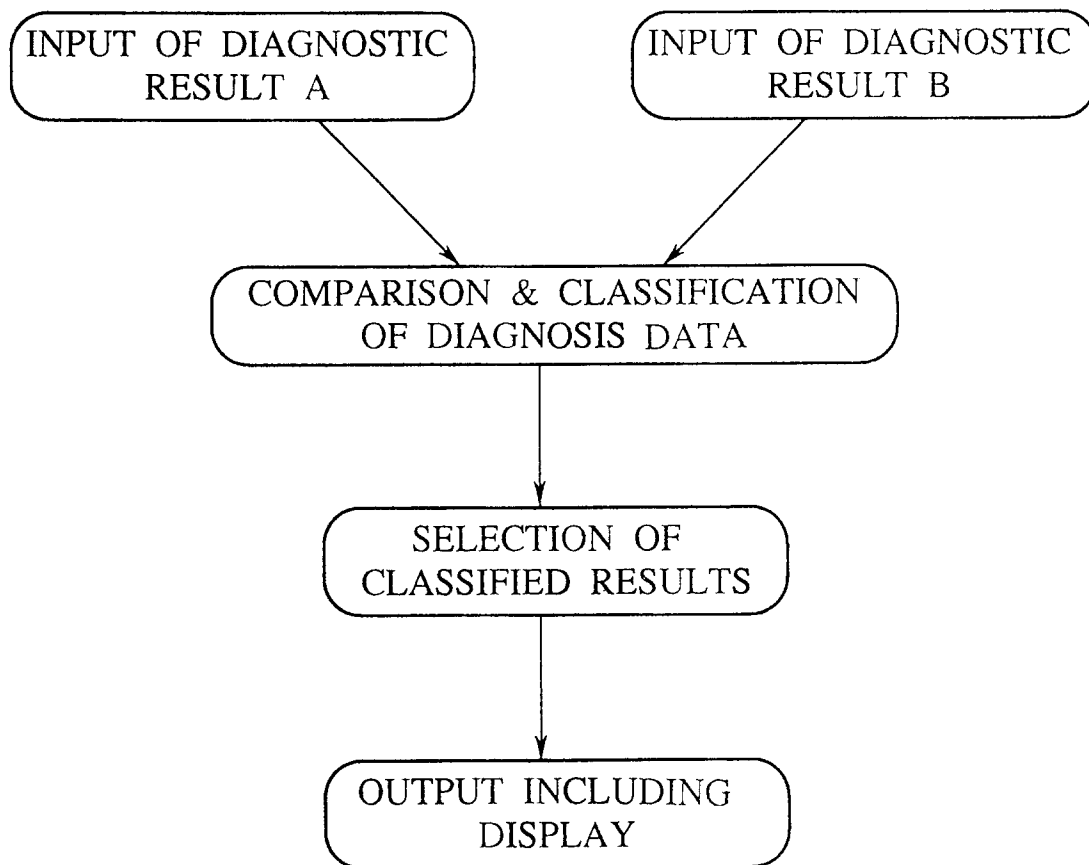 INPUT OF DIAGNOSTIC
RESULT A
INPUT OF DIAGNOSTIC
RESULT B
COMPARISON & CLASSIFICATION
OF DIAGNOSIS DATA
SELECTION OF
CLASSIFIED RESULTS
OUTPUT INCLUDING
DISPLAY